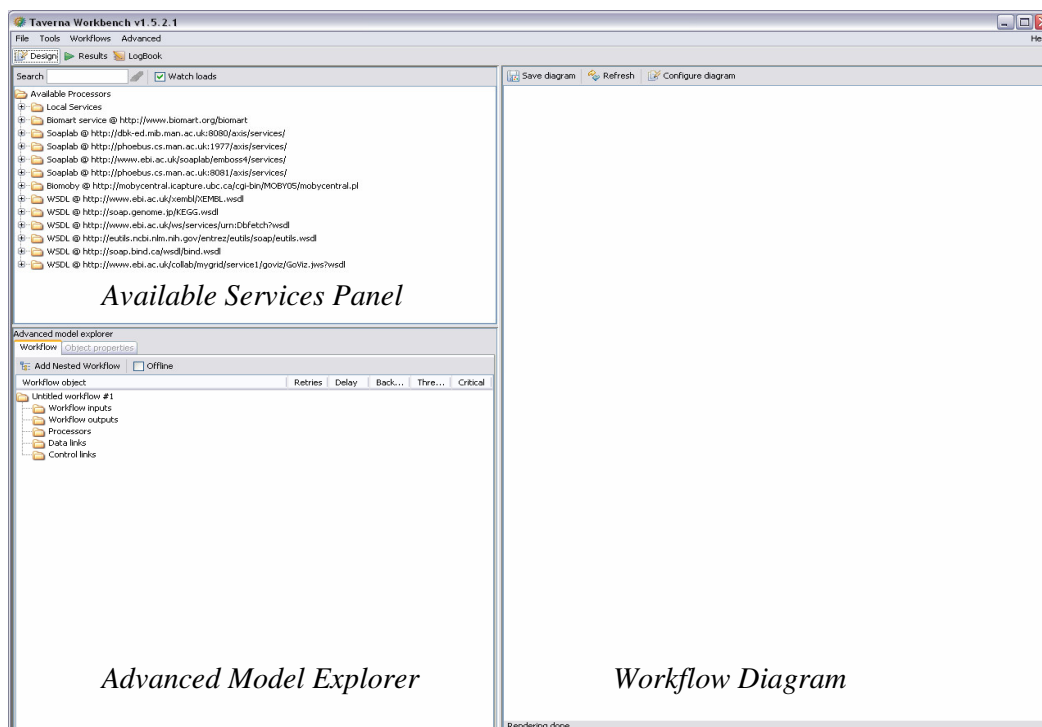 Taverna Workbench v1.5.2.1
File Tools Workflows Advanced
Design Results LogBook
Search Watch loads
Available Processors
Local Services
Biomart service @ http://www.biomart.org/biomart
Soaplab @ http://dbk-ed.mib.man.ac.uk:8080/axis/services/
Soaplab @ http://phoebus.cs.man.ac.uk:1977/axis/services/
Soaplab @ http://www.ebi.ac.uk/soaplab/emboss4/services/
Soaplab @ http://phoebus.cs.man.ac.uk:8081/axis/services/
Biomoby @ http://mobycentral.icapture.ubc.ca/cgi-bin/MOBY05/mobycentral.pl
WSDL @ http://www.ebi.ac.uk/xembl/XEMBL.wsdl
WSDL @ http://soap.genome.jp/KEGG.wsdl
WSDL @ http://www.ebi.ac.uk/ws/services/urn:Dbfetch?wsdl
WSDL @ http://eutils.ncbi.nlm.nih.gov/entrez/eutils/soap/eutils.wsdl
WSDL @ http://soap.bind.ca/wsdl/bind.wsdl
WSDL @ http://www.ebi.ac.uk/collab/mygrid/service1/goviz/GoViz.jws?wsdl
Available Services Panel
Advanced model explorer
Workflow Object properties
Add Nested Workflow Offline
Workflow object Retries Delay Back... Thre... Critical
Untitled workflow #1
Workflow inputs
Workflow outputs
Processors
Data links
Control links
Advanced Model Explorer
He
Save diagram Refresh Configure diagram
Workflow Diagram
Rendering done